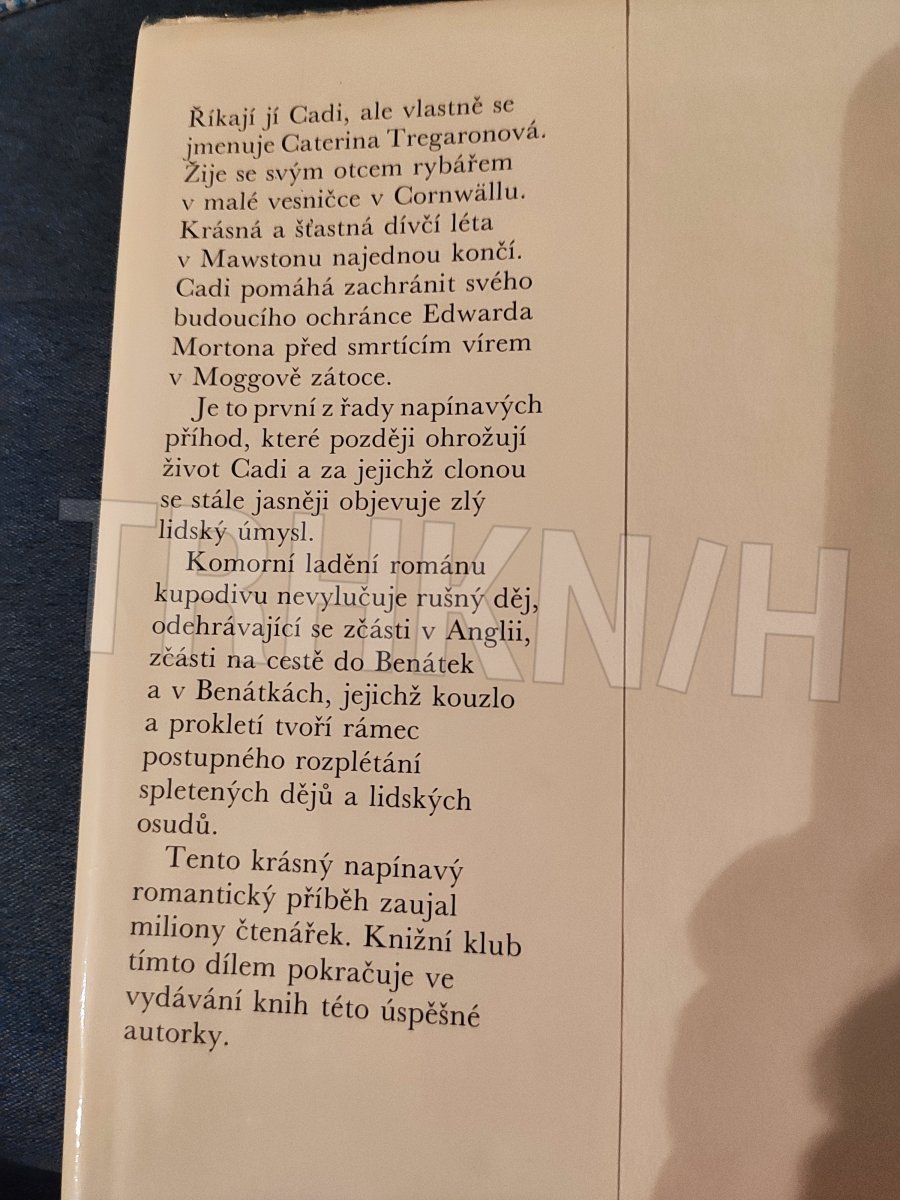 Říkají jí Cadi, ale vlastně se
jmenuje Caterina Tregaronová.
Žije se svým otcem rybářem
v malé vesničce v Cornwällu.
Krásná a šťastná dívčí léta
v Mawstonu najednou končí.
Cadi pomáhá zachránit svého
budoucího ochránce Edwarda
Mortona před smrtícím vírem
v Moggově zátoce.
Je to první z řady napínavých
příhod, které později ohrožují
život Cadi a za jejichž clonou
se stále jasněji objevuje zlý
lidský úmysl.
Komorní ladění románu
kupodivu nevylučuje rušný děj,
odehrávající se zčásti v Anglii,
zčásti na cestě do Benátek
a v Benátkách, jejichž kouzlo
a prokletí tvoří rámec
postupného rozplétání
spletených dějů a lidských
osudů.
Tento krásný napínavý
romantický příběh zaujal
miliony čtenářek. Knižní klub
tímto dílem pokračuje ve
vydávání knih této úspěšné
autorky.
TRHKN/H